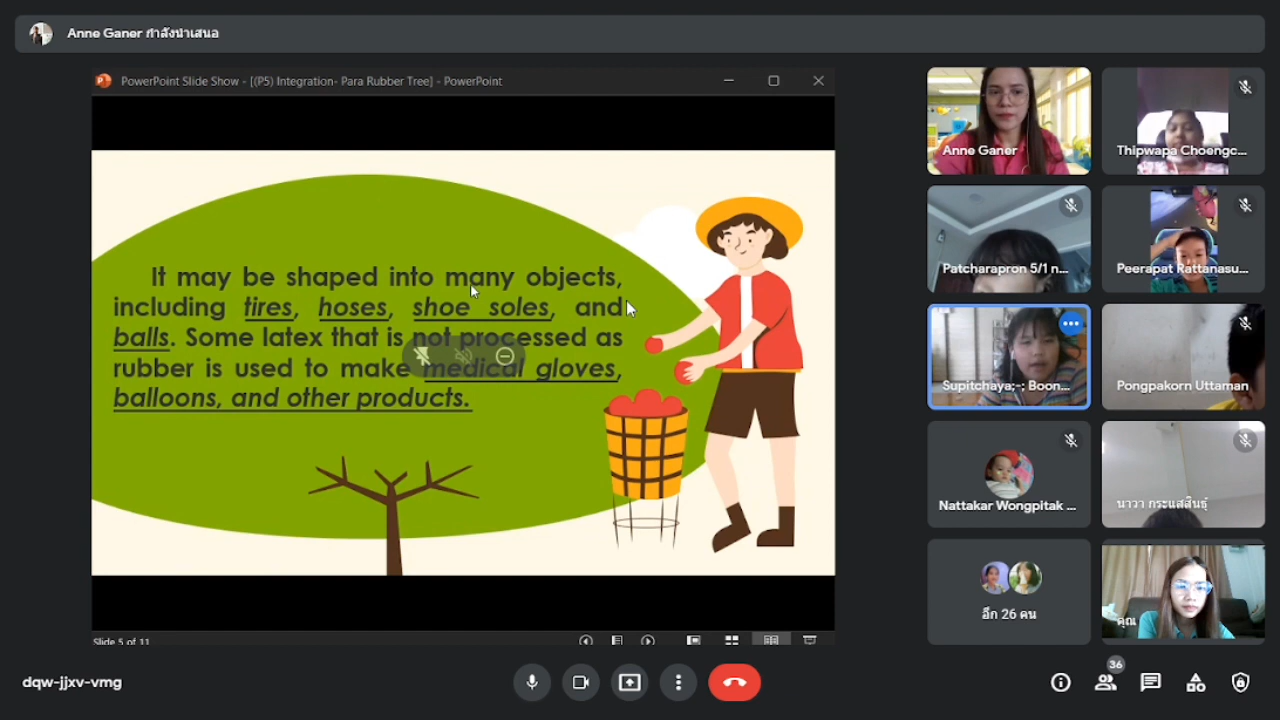 Anne Ganer กำลังนำเสนอ
PowerPoint Slide Show - [(P5) Integration- Para Rubber Tree] - PowerPoint
It may be shaped into many objects,
including tires, hoses, shoe soles, and
balls. Some latex that is not processed as
rubber is used to make medical gloves,
balloons, and other products.
Slide 5 of 11
Anne Ganer
Thipwapa Choengc...
Patcharapron 5/1 n...
Peerapat Rattanasu...
Supitchaya;-; Boon...
Pongpakorn Uttaman
Nattakar Wongpitak ...
นาวา กระแสสินธุ์
อีก 26 คน
คุณ
dqw-jjxv-vmg
36